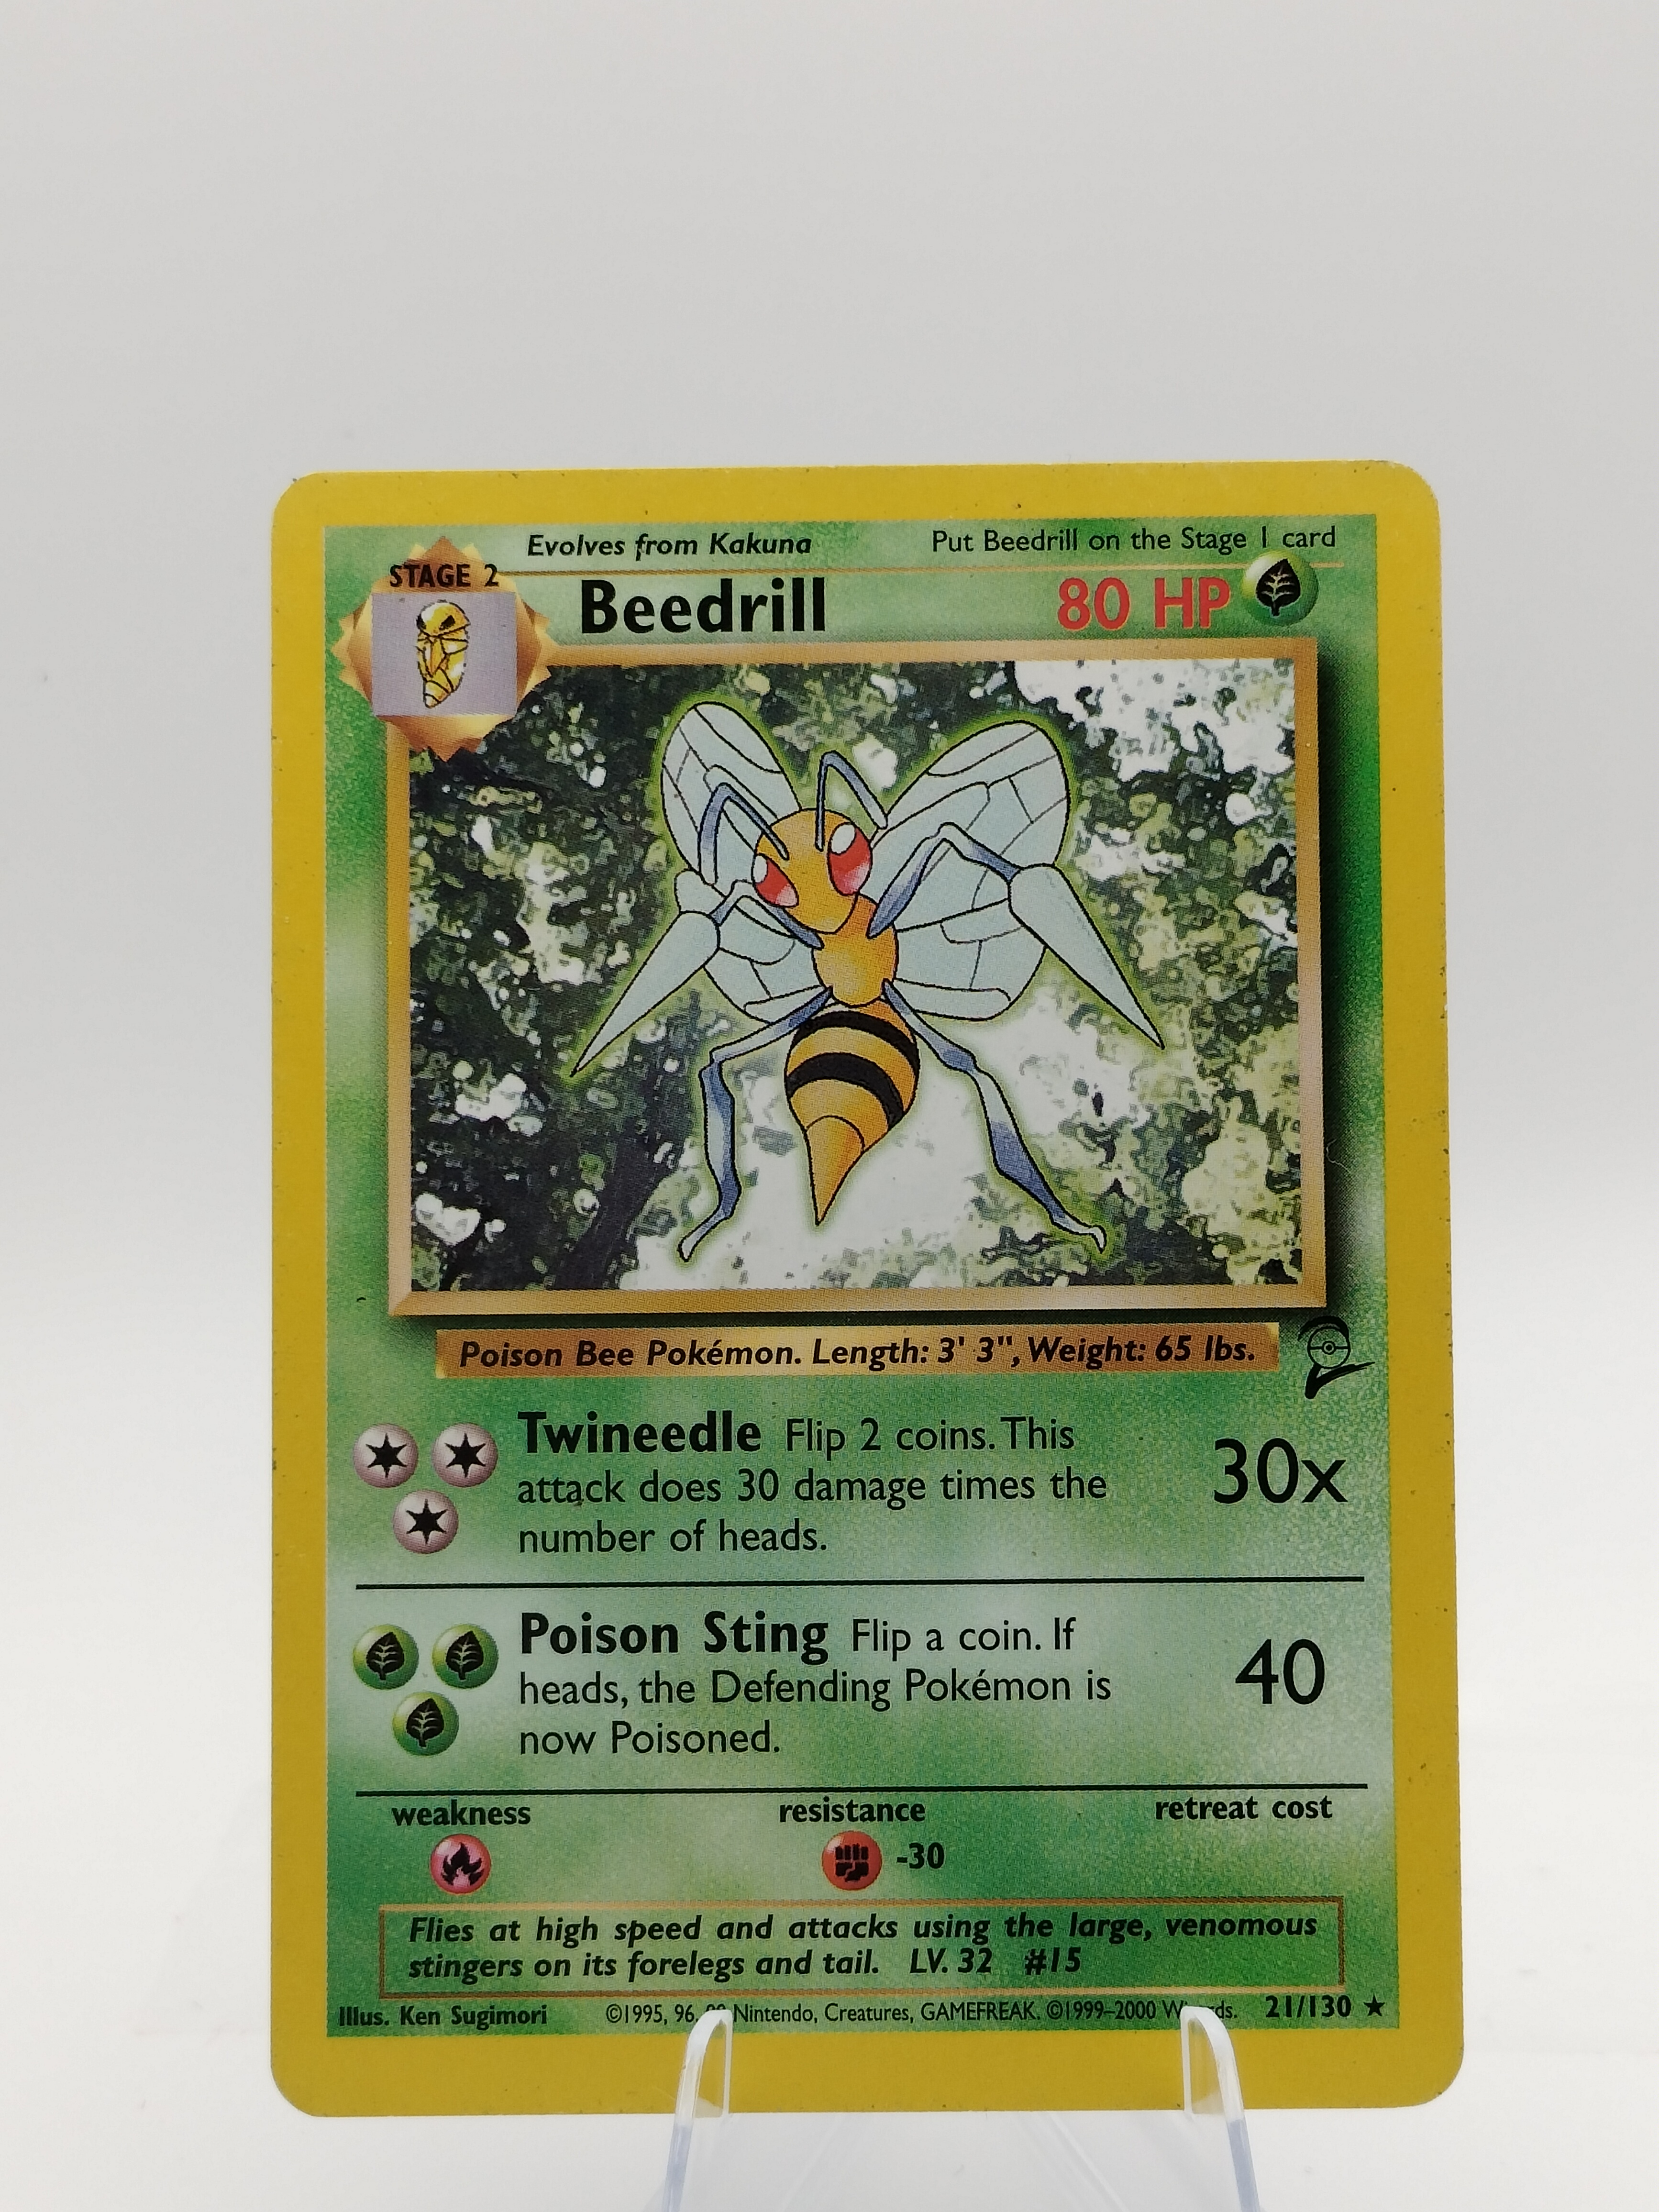 Evolves from Kakuna
Put Beedrill on the Stage 1 card
STAGE 2
Beedrill
80 HP
Poison Bee Pokémon. Length: 3' 3", Weight: 65 lbs.
Twineedle Flip 2 coins. This
attack does 30 damage times the
number of heads.
30x
Poison Sting Flip a coin. If
heads, the Defending Pokémon is
now Poisoned.
40
weakness
resistance
retreat cost
-30
Flies at high speed and attacks using the large, venomous
stingers on its forelegs and tail. LV. 32 #15
Illus. Ken Sugimori
©1995, 96, Nintendo, Creatures, GAMEFREAK. ©1999–2000
21/130 ★